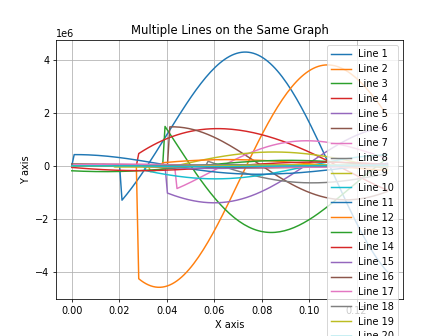 Multiple Lines on the Same Graph
1e6
4
2
0
−2
−4
Y axis
0.00
0.02
0.04
0.06
0.08
0.10
X axis
Line 1
Line 2
Line 3
Line 4
Line 5
Line 6
Line 7
Line 8
Line 9
Line 10
Line 11
Line 12
Line 13
Line 14
Line 15
Line 16
Line 17
Line 18
Line 19
Line 20